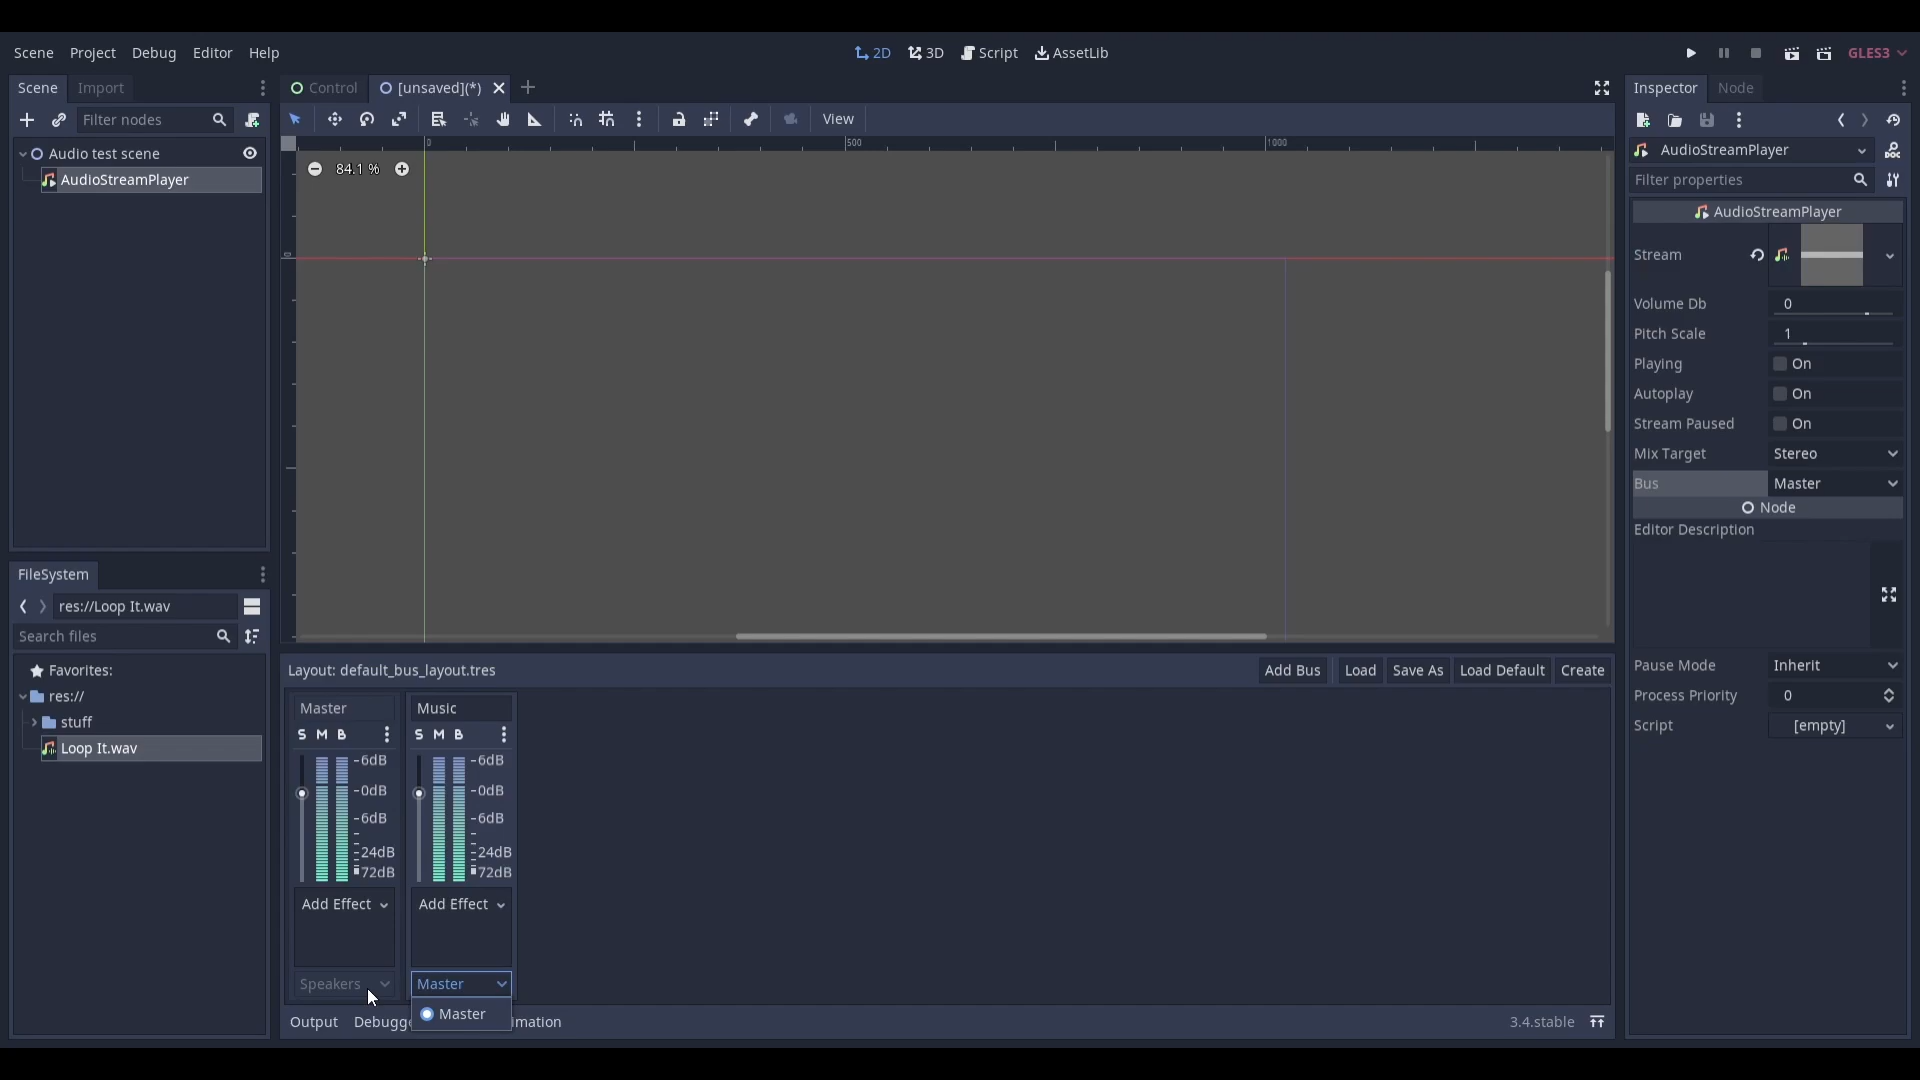 Scene Project Debug Editor Help 2D 3D Script AssetLib GLES3
Scene Import
Filter nodes
Audio test scene
AudioStreamPlayer
FileSystem
res://Loop It.wav
Search files
Favorites:
res://
stuff
Loop It.wav
Control [unsaved](*)
View
0 500 1000
84.1 %
0
Layout: default_bus_layout.tres Add Bus Load Save As Load Default Create
Master Music
S M B S M B
-6dB -6dB
-0dB -0dB
-6dB -6dB
-24dB -24dB
72dB 72dB
Add Effect Add Effect
Speakers Master
Master
Output Debugge imation 3.4.stable
Inspector Node
AudioStreamPlayer
Filter properties
AudioStreamPlayer
Stream
Volume Db 0
Pitch Scale 1
Playing On
Autoplay On
Stream Paused On
Mix Target Stereo
Bus Master
Node
Editor Description
Pause Mode Inherit
Process Priority 0
Script [empty]